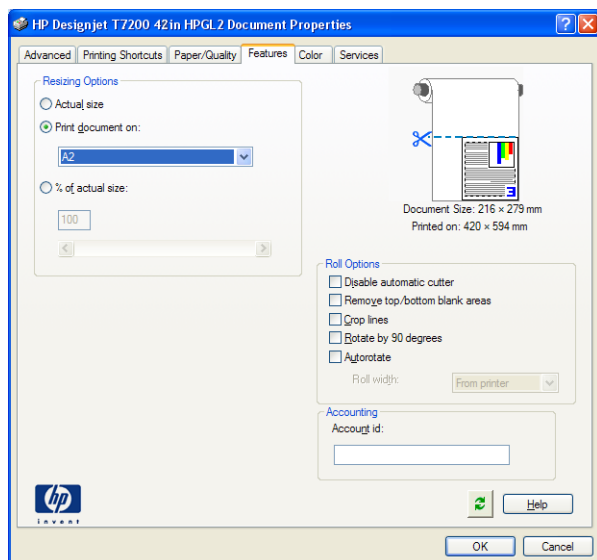 HP Designjet T7200 42in HPGL2 Document Properties
Advanced
Printing Shortcuts
Paper/Quality
Features
Color
Services
Resizing Options
Actual size
Print document on:
A2
% of actual size:
100
3
Document Size: 216 × 279 mm
Printed on: 420 × 594 mm
Roll Options
Disable automatic cutter
Remove top/bottom blank areas
Crop lines
Rotate by 90 degrees
Autorotate
Roll width:
From printer
Accounting
Account id:
hp
invent
Help
OK
Cancel